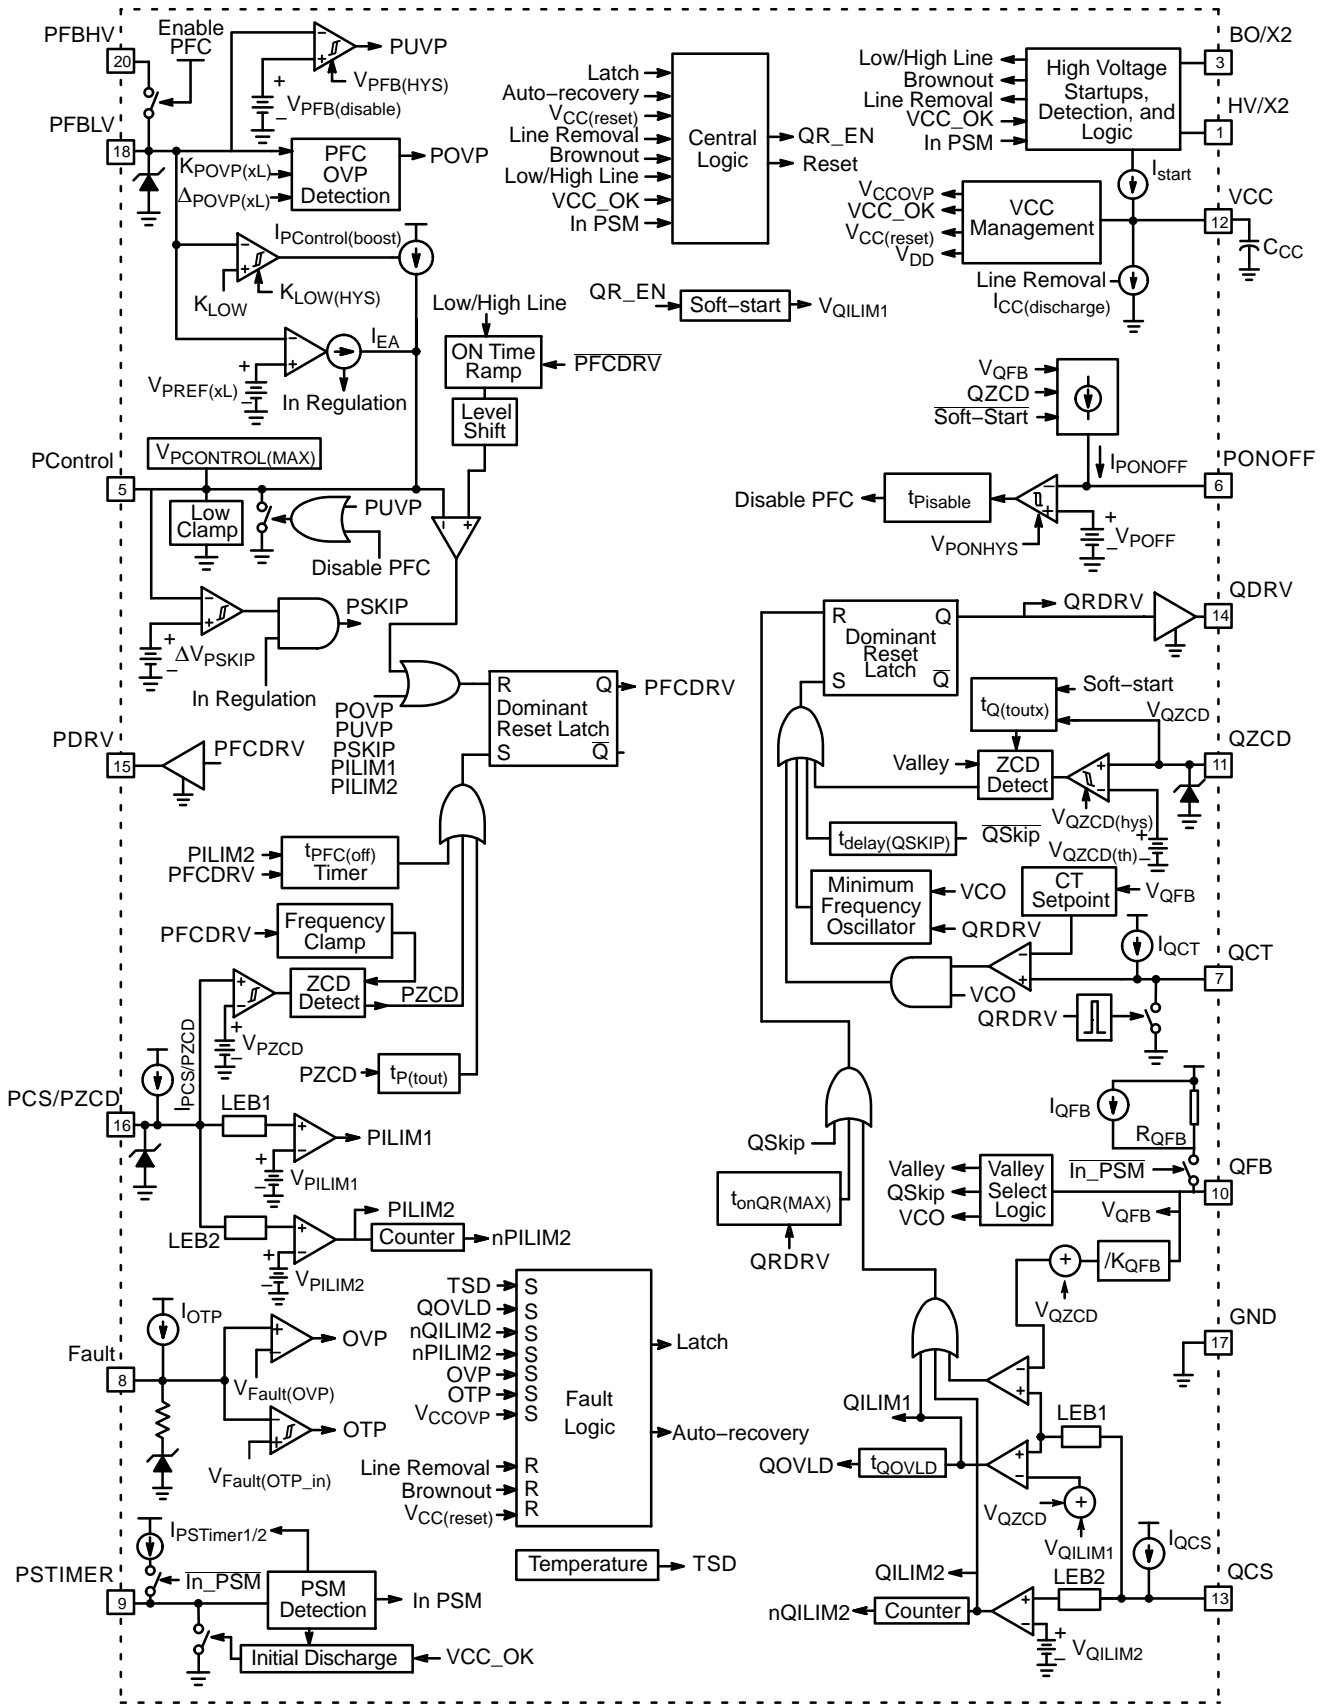 PFBHV
20
Enable
PFC
PUVP
VPFB(HYS)
VPFB(disable)
PFBLV
18
KPOVP(xL)
ΔPOVP(xL)
PFC
OVP
Detection
POVP
IPControl(boost)
KLOW
KLOW(HYS)
IEA
VPREF(xL)
In Regulation
Low/High Line
ON Time
Ramp
PFCDRV
Level
Shift
Latch
Auto-recovery
VCC(reset)
Line Removal
Brownout
Low/High Line
VCC_OK
In PSM
Central
Logic
QR_EN
Reset
QR_EN
Soft-start
VQILIM1
Low/High Line
Brownout
Line Removal
VCC_OK
In PSM
High Voltage
Startups,
Detection, and
Logic
BO/X2
3
HV/X2
1
Istart
VCCOVP
VCC_OK
VCC(reset)
VDD
VCC
Management
VCC
12
CCC
Line Removal
ICC(discharge)
VQFB
QZCD
Soft-Start
IPONOFF
PONOFF
6
Disable PFC
tPisable
VPONHYS
VPOFF
PControl
5
VPCONTROL(MAX)
Low
Clamp
PUVP
Disable PFC
PSKIP
ΔVPSKIP
In Regulation
POVP
PUVP
PSKIP
PILIM1
PILIM2
R
Q
Dominant
Reset Latch
S
Q
PFCDRV
PDRV
15
PFCDRV
PILIM2
PFCDRV
tPFC(off)
Timer
PFCDRV
Frequency
Clamp
ZCD
Detect
PZCD
VPZCD
PZCD
tP(tout)
IPCS/PZCD
PCS/PZCD
16
LEB1
PILIM1
VPILIM1
LEB2
PILIM2
Counter
nPILIM2
VPILIM2
R
Q
Dominant
Reset
Latch
S
Q
QRDRV
QDRV
14
Soft-start
tQ(toutx)
VQZCD
QZCD
11
Valley
ZCD
Detect
VQZCD(hys)
VQZCD(th)
tdelay(QSKIP)
QSkip
Minimum
Frequency
Oscillator
VCO
QRDRV
CT
Setpoint
VQFB
IQCT
QCT
7
VCO
QRDRV
IQFB
RQFB
In_PSM
QFB
10
QSkip
Valley
QSkip
VCO
Valley
Select
Logic
VQFB
tonQR(MAX)
QRDRV
/KQFB
VQZCD
GND
17
Fault
8
IOTP
OVP
VFault(OVP)
OTP
VFault(OTP_in)
TSD
QOVLD
nQILIM2
nPILIM2
OVP
OTP
VCCOVP
S
S
S
S
S
S
S
Fault
Logic
Latch
Auto-recovery
Line Removal
Brownout
VCC(reset)
R
R
R
Temperature
TSD
QILIM1
LEB1
QOVLD
tQOVLD
VQZCD
VQILIM1
IQCS
QCS
13
QILIM2
LEB2
nQILIM2
Counter
VQILIM2
PSTIMER
9
IPSTimer1/2
In_PSM
PSM
Detection
In PSM
Initial Discharge
VCC_OK